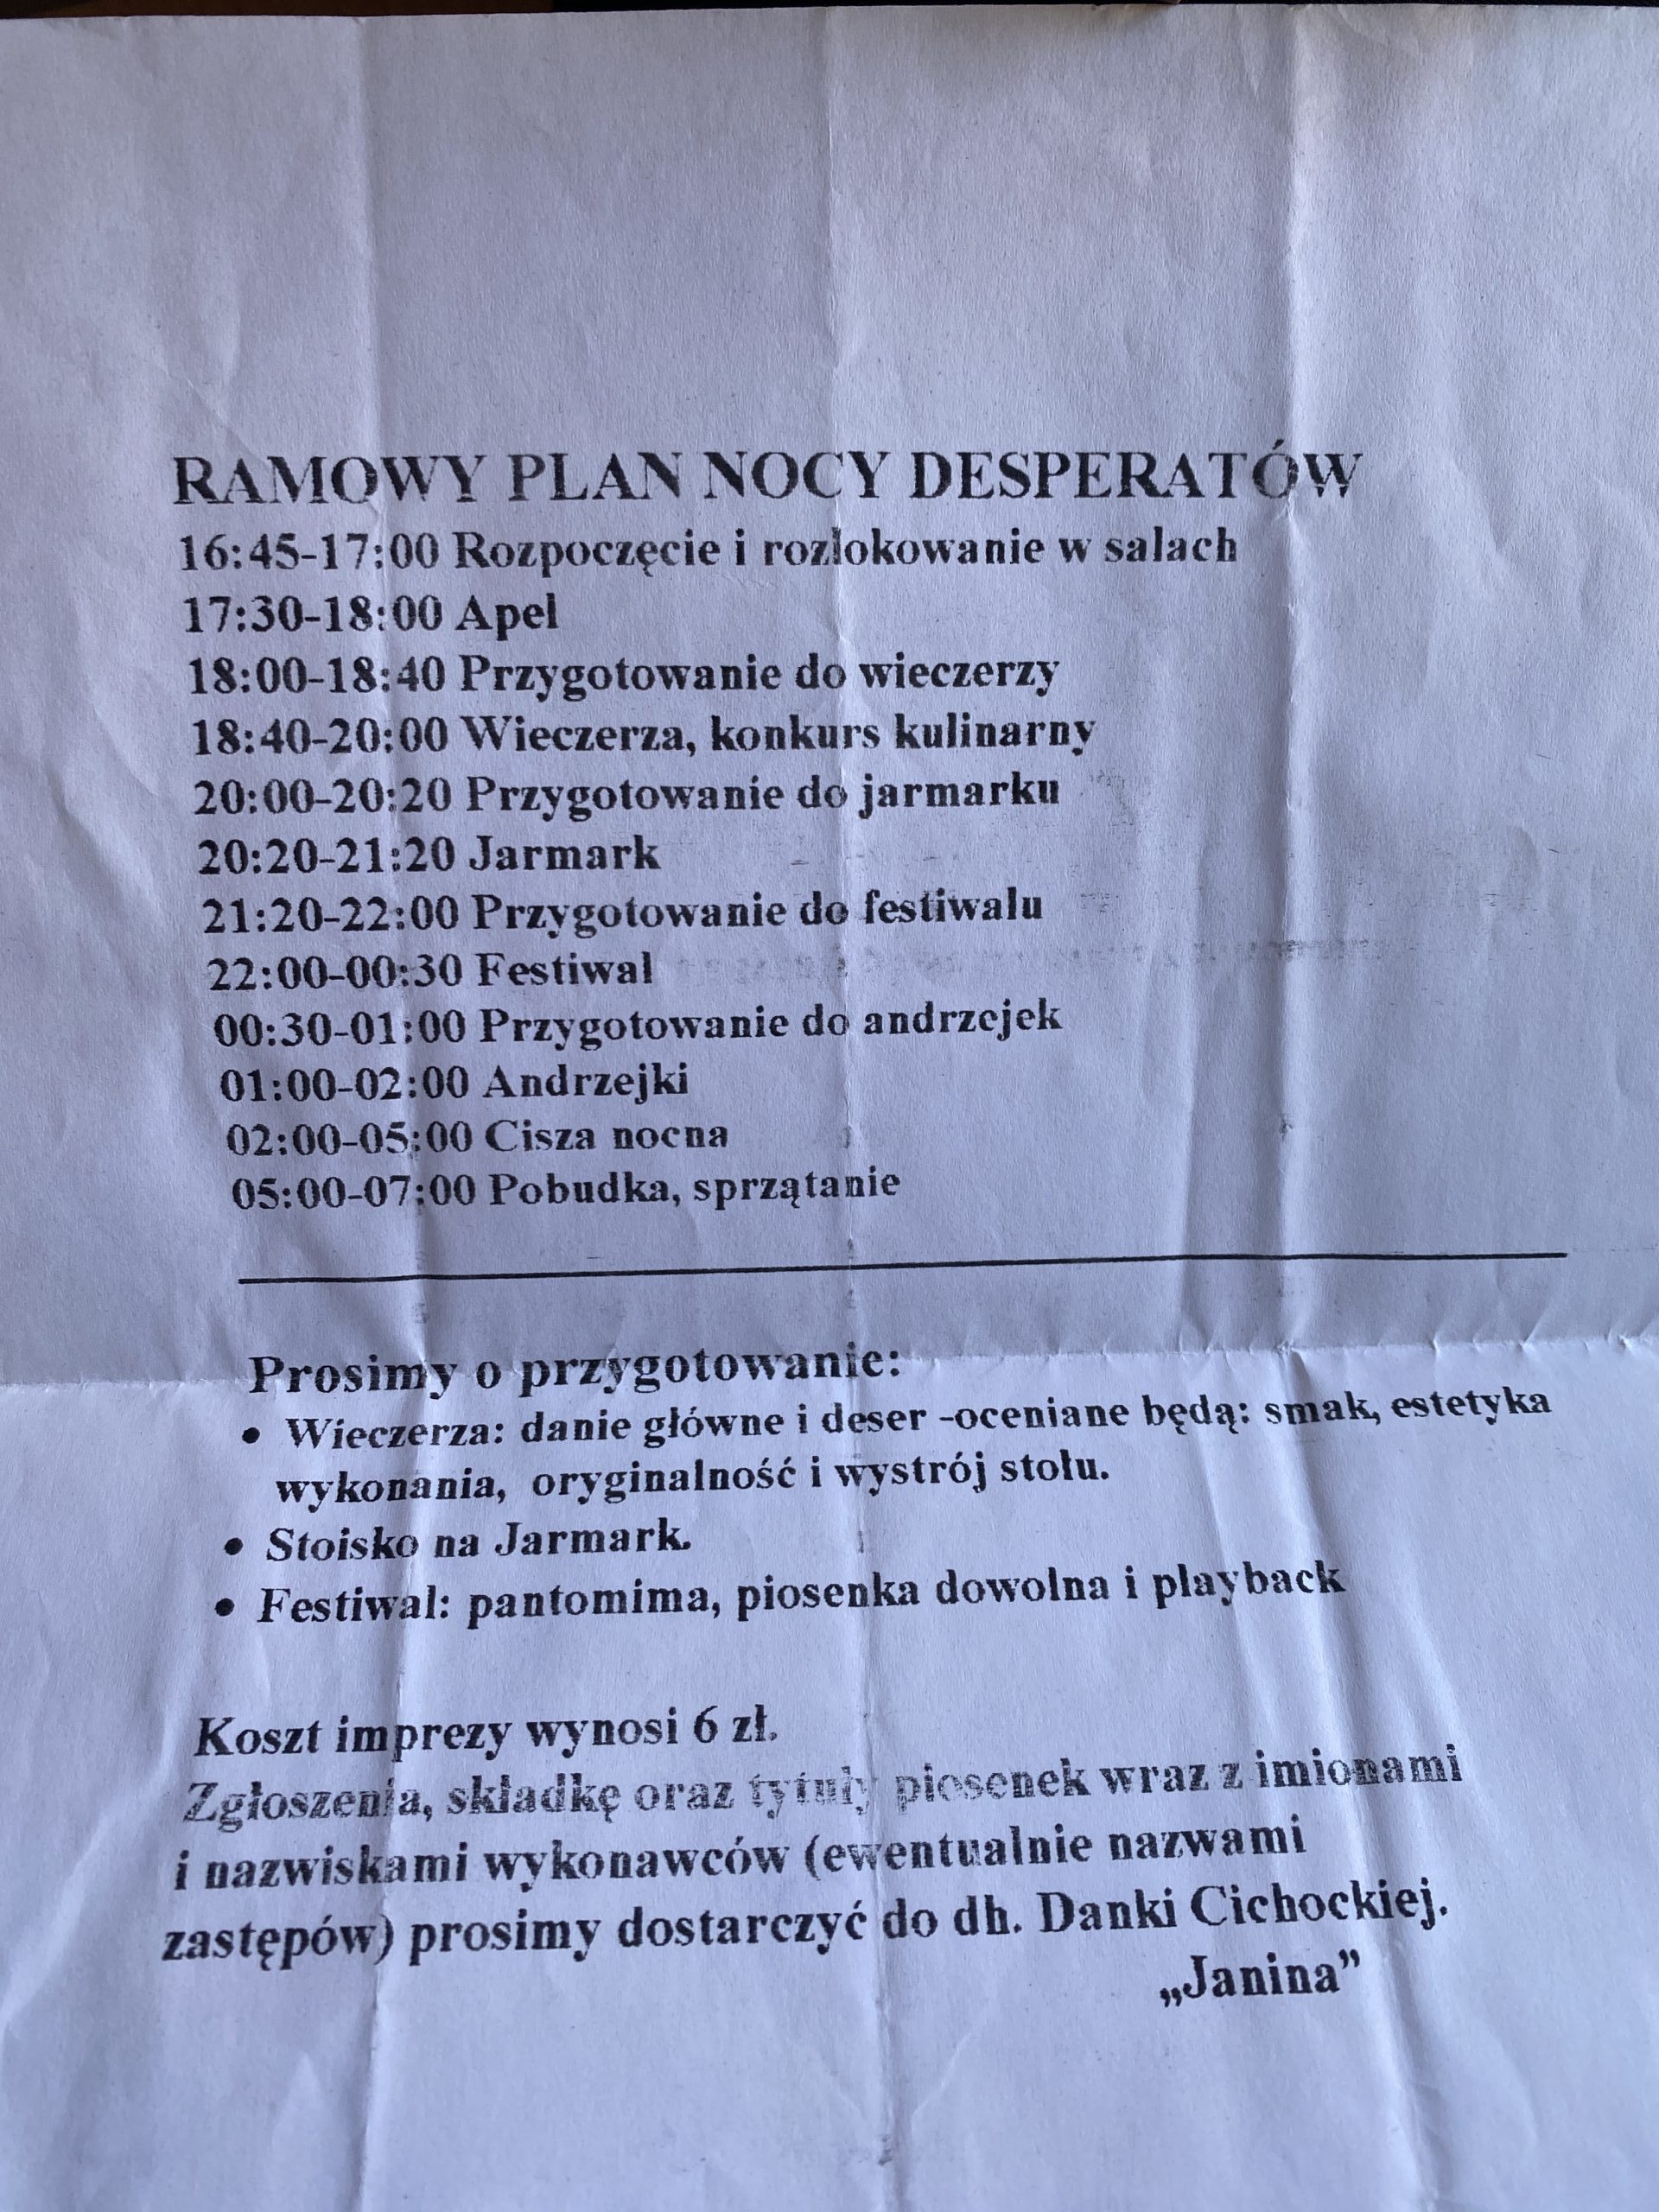 RAMOWY PLAN NOCY DESPERATÓW
16:45-17:00 Rozpoczęcie i rozlokowanie w salach
17:30-18:00 Apel
18:00-18:40 Przygotowanie do wieczerzy
18:40-20:00 Wieczerza, konkurs kulinarny
20:00-20:20 Przygotowanie do jarmarku
20:20-21:20 Jarmark
21:20-22:00 Przygotowanie do festiwalu
22:00-00:30 Festiwal
00:30-01:00 Przygotowanie do andrzejek
01:00-02:00 Andrzejki
02:00-05:00 Cisza nocna
05:00-07:00 Pobudka, sprzątanie
Prosimy o przygotowanie:
• Wieczerza: danie główne i deser -oceniane będą: smak, estetyka
wykonania, oryginalność i wystrój stołu.
• Stoisko na Jarmark.
• Festiwal: pantomima, piosenka dowolna i playback
Koszt imprezy wynosi 6 zł.
Zgłoszenia, składkę oraz tytuły piosenek wraz z imionami
i nazwiskami wykonawców (ewentualnie nazwami
zastępów) prosimy dostarczyć do dh. Danki Cichockiej.
„Janina”